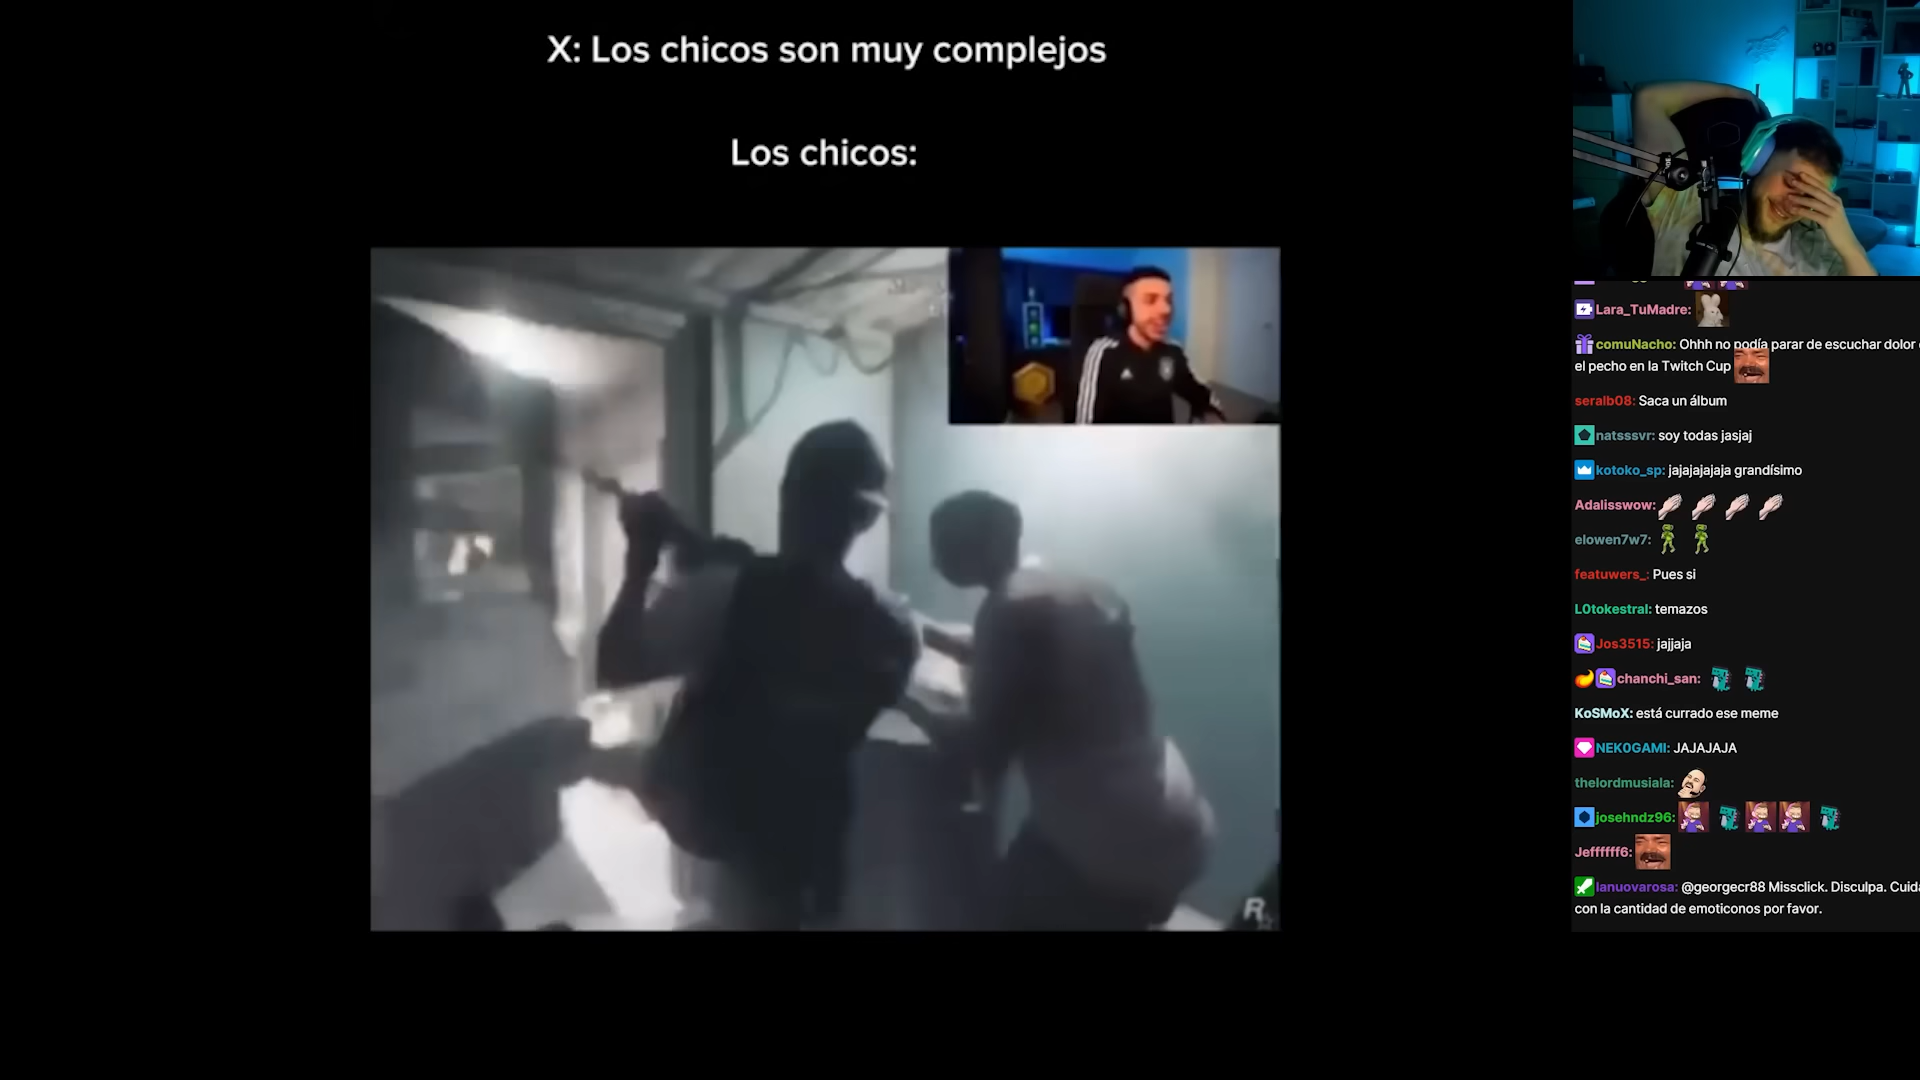 X: Los chicos son muy complejos
Los chicos:
R
Lara_TuMadre:
comuNacho: Ohhh no podía parar de escuchar dolor
el pecho en la Twitch Cup
seralb08: Saca un álbum
natsssvr: soy todas jasjaj
kotoko_sp: jajajajajaja grandísimo
Adalisswow:
elowen7w7:
featuwers_: Pues si
L0tokestral: temazos
Jos3515: jajjaja
chanchi_san:
KoSMoX: está currado ese meme
NEK0GAMI: JAJAJAJA
thelordmusiala:
josehndz96:
Jeffffff6:
lanuovarosa: @georgecr88 Missclick. Disculpa. Cuida
con la cantidad de emoticonos por favor.